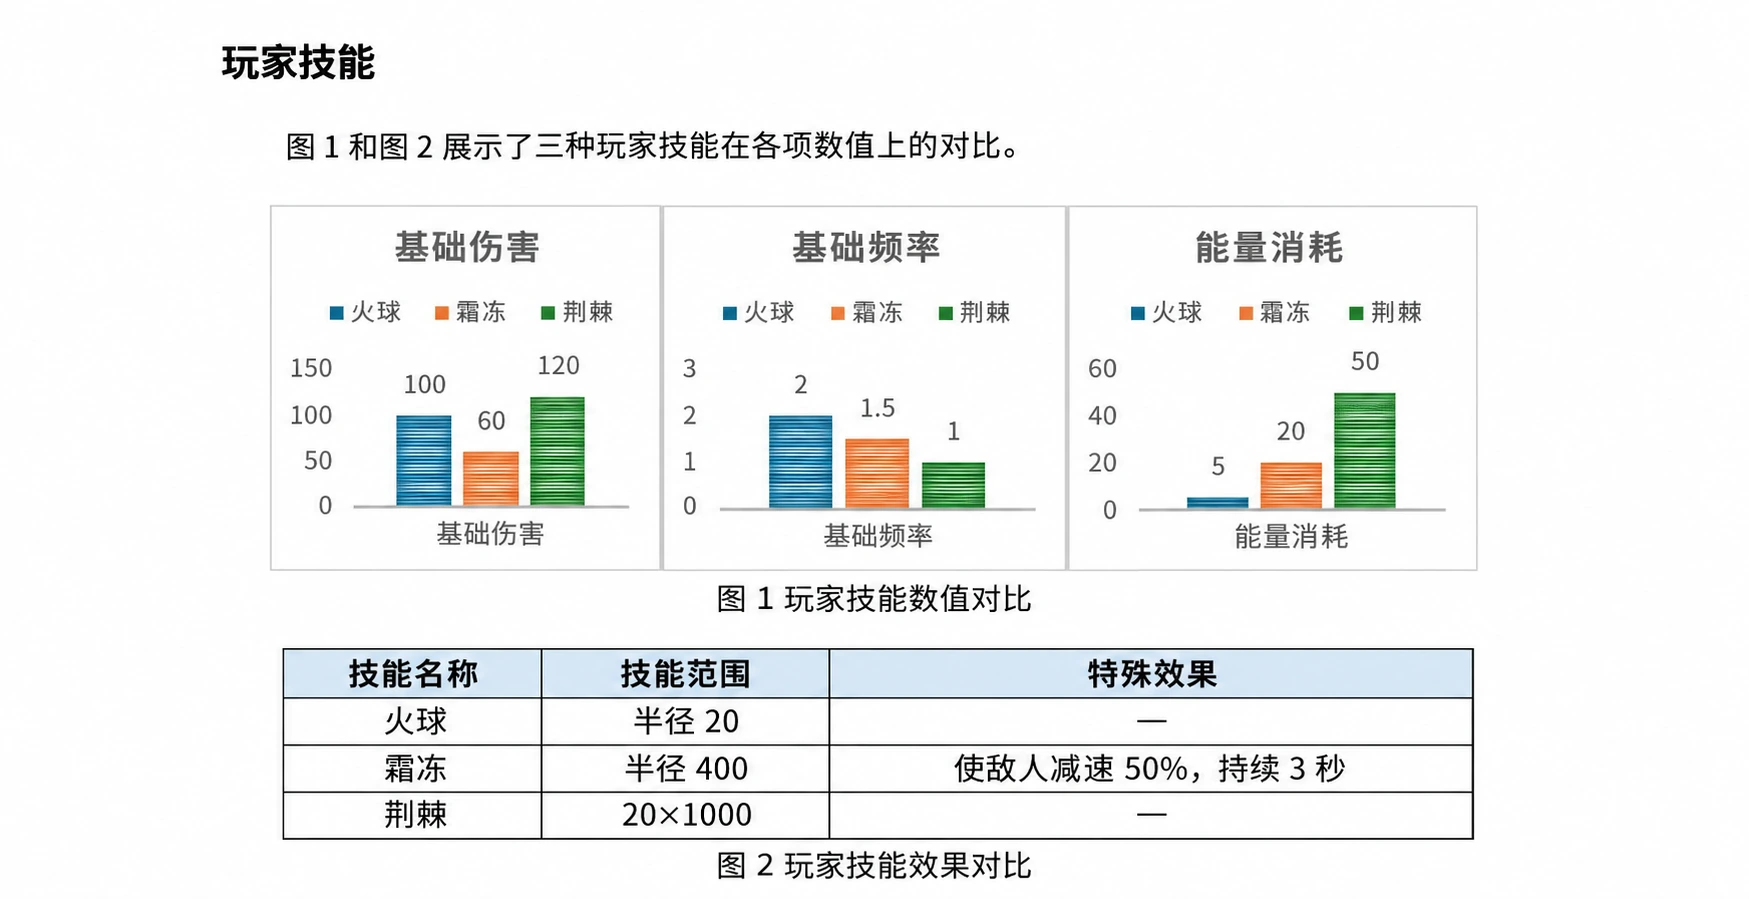 玩家技能
图 1 和图 2 展示了三种玩家技能在各项数值上的对比。
基础伤害
火球 霜冻 荆棘
150
100
50
0
100
60
120
基础伤害
基础频率
火球 霜冻 荆棘
3
2
1
0
2
1.5
1
基础频率
能量消耗
火球 霜冻 荆棘
60
40
20
0
5
20
50
能量消耗
图 1 玩家技能数值对比
技能名称 技能范围 特殊效果
火球 半径 20 —
霜冻 半径 400 使敌人减速 50%，持续 3 秒
荆棘 20×1000 —
图 2 玩家技能效果对比